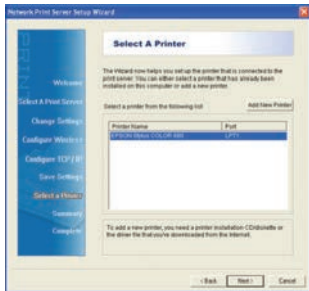 Network Print Server Setup Wizard
Select A Printer
Welcome
Select A Print Server
Change Settings
Configure Wireless
Configure TCP/IP
Save Settings
Select a Printer
Summary
Complete
The Wizard now helps you set up the printer that is connected to the
print server. You can either select a printer that has already been
installed on this computer or add a new printer.
Select a printer from the following list
Add New Printer
Printer Name Port
EPSON Stylus COLOR 680 LPT1:
To add a new printer, you need a printer installation CD/diskette or
the driver file that you've downloaded from the Internet.
< Back Next > Cancel